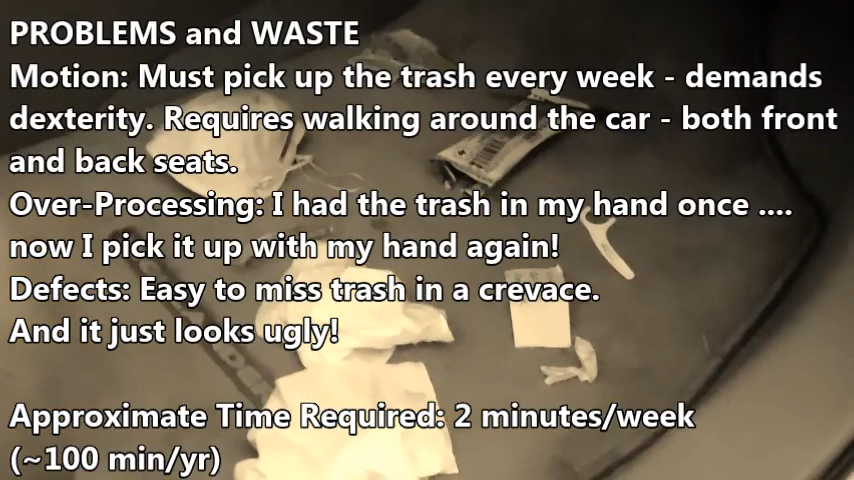 PROBLEMS and WASTE
Motion: Must pick up the trash every week - demands
dexterity. Requires walking around the car - both front
and back seats.
Over-Processing: I had the trash in my hand once ....
now I pick it up with my hand again!
Defects: Easy to miss trash in a crevace.
And it just looks ugly!
Approximate Time Required: 2 minutes/week
(~100 min/yr)